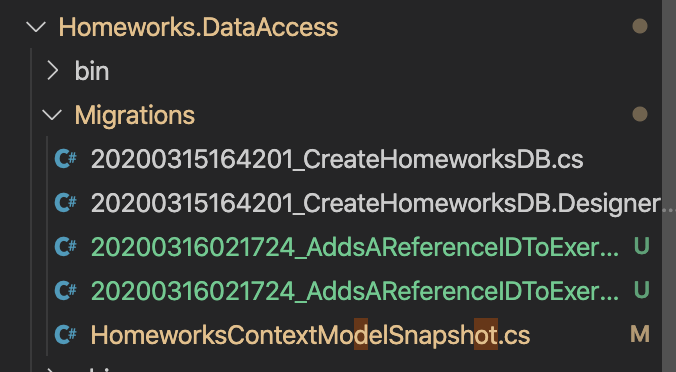 Homeworks.DataAccess
bin
Migrations
C# 20200315164201_CreateHomeworksDB.cs
C# 20200315164201_CreateHomeworksDB.Designer...
C# 20200316021724_AddsAReferenceIDToExer... U
C# 20200316021724_AddsAReferenceIDToExer... U
C# HomeworksContextModelSnapshot.cs M